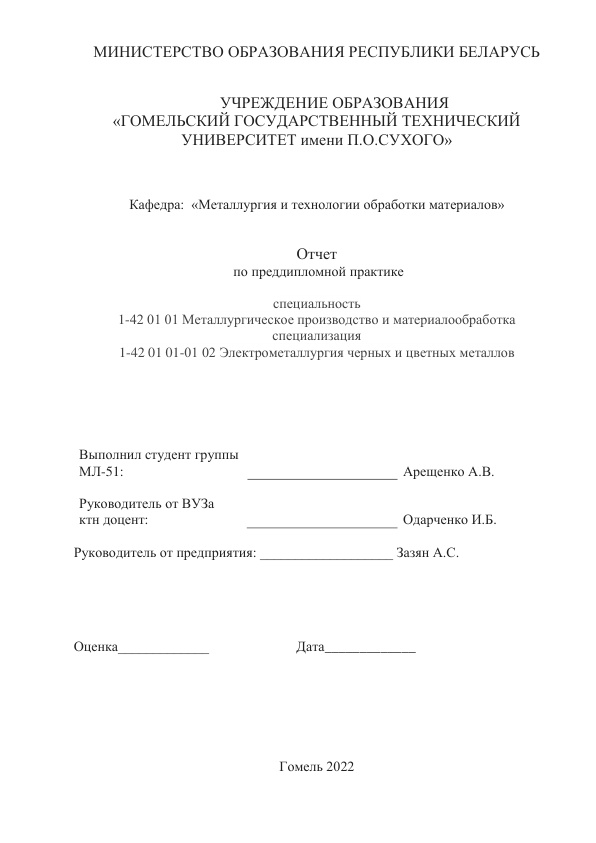 МИНИСТЕРСТВО ОБРАЗОВАНИЯ РЕСПУБЛИКИ БЕЛАРУСЬ
УЧРЕЖДЕНИЕ ОБРАЗОВАНИЯ
«ГОМЕЛЬСКИЙ ГОСУДАРСТВЕННЫЙ ТЕХНИЧЕСКИЙ
УНИВЕРСИТЕТ имени П.О.СУХОГО»
Кафедра: «Металлургия и технологии обработки материалов»
Отчет
по преддипломной практике
специальность
1-42 01 01 Металлургическое производство и материалообработка
специализация
1-42 01 01-01 02 Электрометаллургия черных и цветных металлов
Выполнил студент группы
МЛ-51: ______________________ Арещенко А.В.
Руководитель от ВУЗа
ктн доцент: ______________________ Одарченко И.Б.
Руководитель от предприятия: ___________________ Зазян А.С.
Оценка_____________ Дата_____________
Гомель 2022